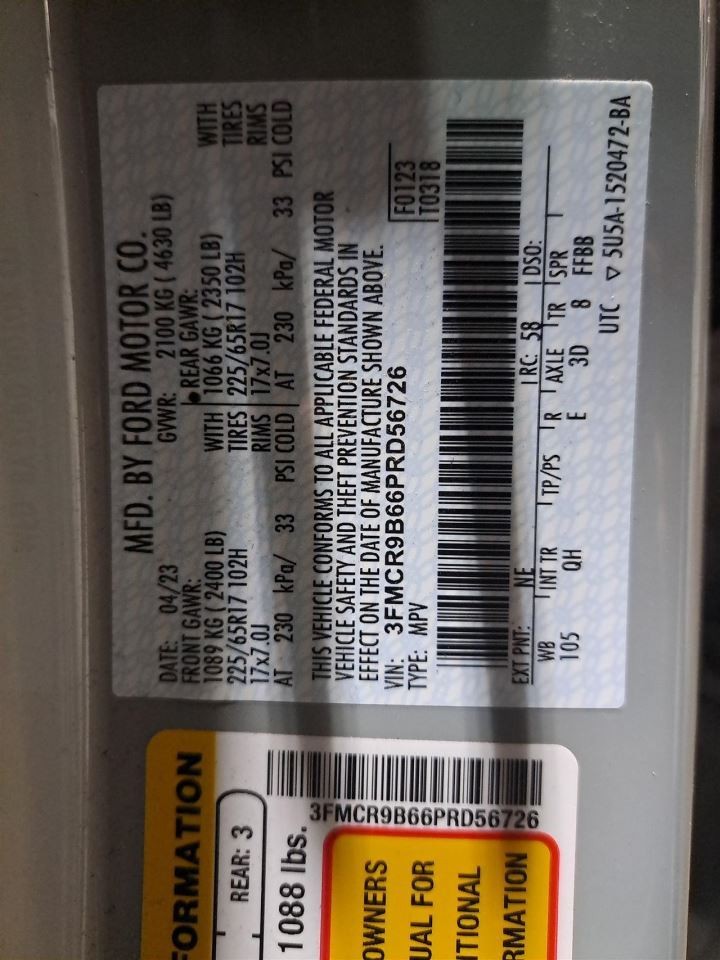 MFD. BY FORD MOTOR CO.
DATE: 04/23 GVWR: 2100 KG ( 4630 LB)
FRONT GAWR: REAR GAWR:
1089 KG ( 2400 LB) WITH 1066 KG ( 2350 LB) WITH
225/65R17 102H TIRES 225/65R17 102H TIRES
17x7.0J RIMS 17x7.0J RIMS
AT 230 kPa/ 33 PSI COLD AT 230 kPa/ 33 PSI COLD
THIS VEHICLE CONFORMS TO ALL APPLICABLE FEDERAL MOTOR
VEHICLE SAFETY AND THEFT PREVENTION STANDARDS IN
EFFECT ON THE DATE OF MANUFACTURE SHOWN ABOVE.
VIN: 3FMCR9B66PRD56726 F0123
TYPE: MPV T0318
EXT PNT: NE RC: 58 DSO:
WB INT TR TP/PS R AXLE TR SPR
105 QH E 3D 8 FFBB
UTC ▽ 5U5A-1520472-BA
FORMATION
REAR: 3
1088 lbs.
3FMCR9B66PRD56726
OWNERS
UAL FOR
ITIONAL
RMATION